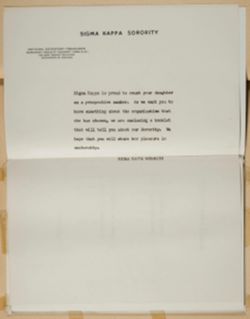 SIGMA KAPPA SORORITY
Sigma Kappa is proud to count your daughter
as a prospective member. As we want you to
know something about the organization that
she has chosen, we are enclosing a booklet
that will tell you about our Sorority. We
hope that you will share our pleasure in
SIGMA KAPPA SORORITY